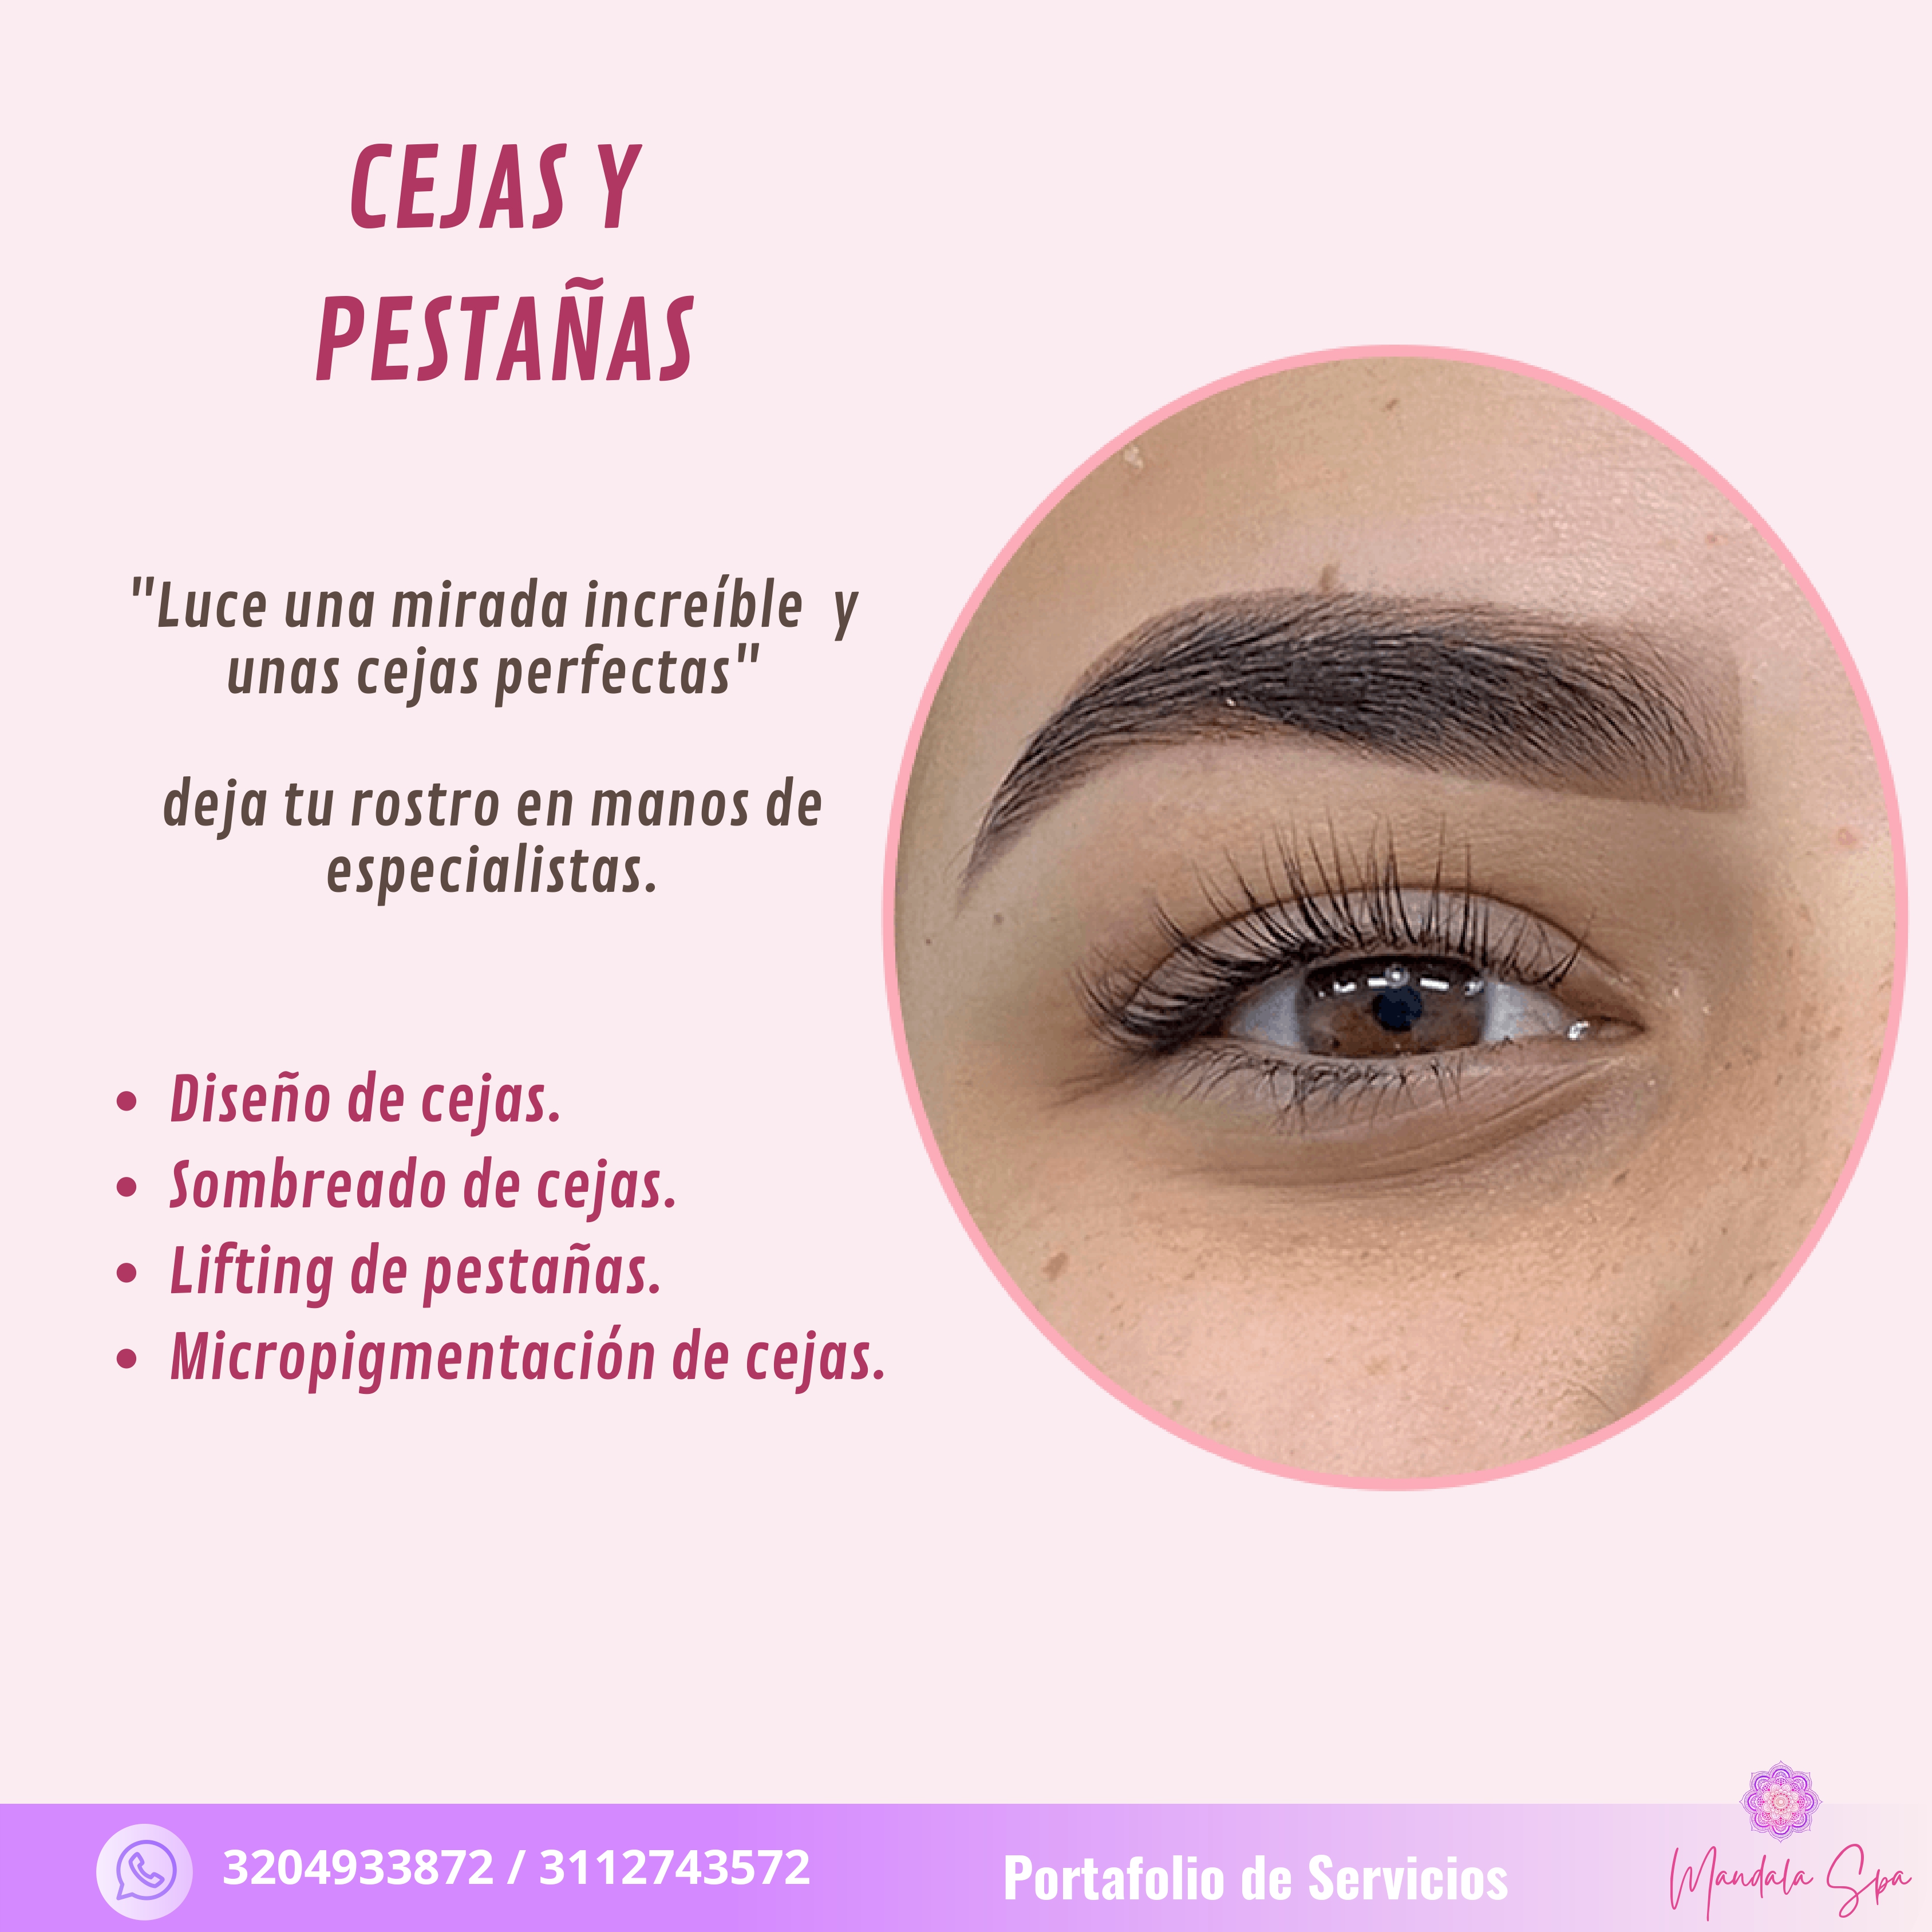 CEJAS Y
PESTAÑAS
"Luce una mirada increíble  y
unas cejas perfectas"
deja tu rostro en manos de
especialistas.
• Diseño de cejas.
• Sombreado de cejas.
• Lifting de pestañas.
• Micropigmentación de cejas.
3204933872 / 3112743572
Portafolio de Servicios
Mandala Spa